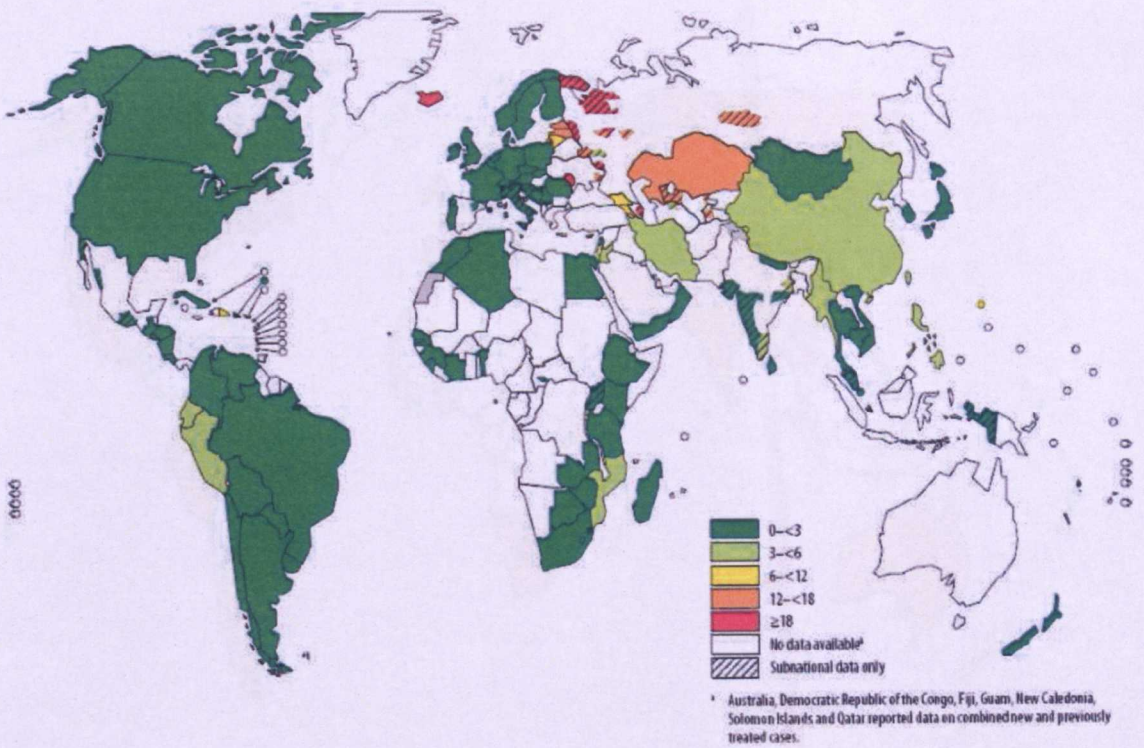 0–<3
3–<6
6–<12
12–<18
≥18
No data availableª
Subnational data only
ª Australia, Democratic Republic of the Congo, Fiji, Guam, New Caledonia,
Solomon Islands and Qatar reported data on combined new and previously
treated cases.